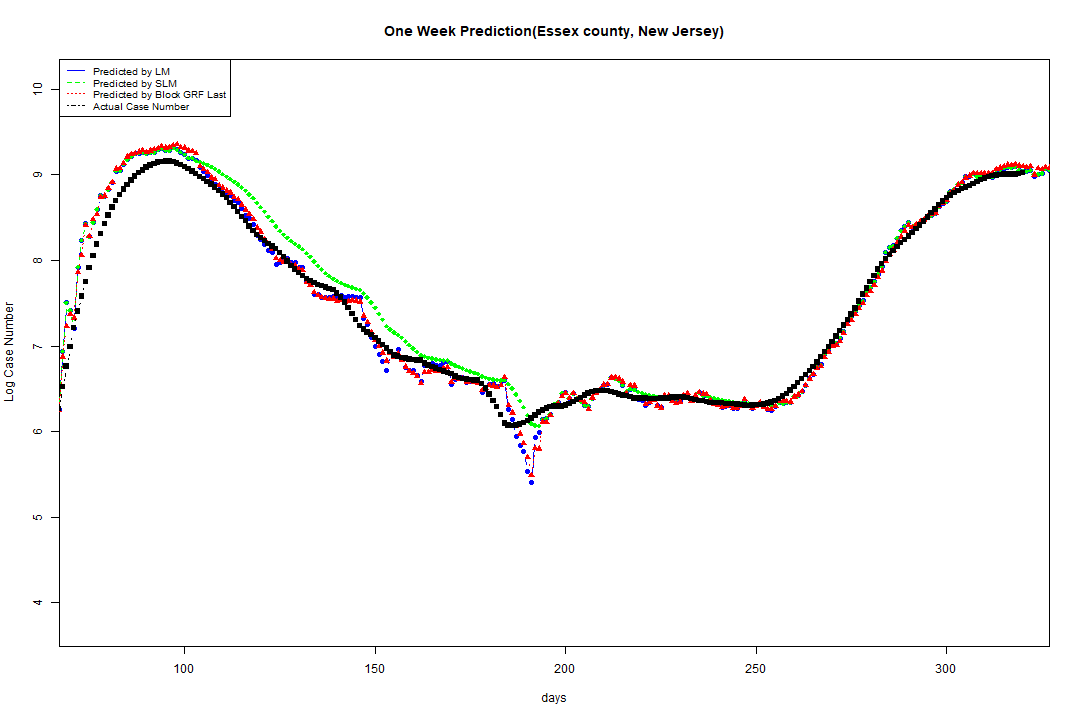 One Week Prediction(Essex county, New Jersey)
Predicted by LM
Predicted by SLM
Predicted by Block GRF Last
Actual Case Number
10
9
8
7
6
5
4
Log Case Number
100 150 200 250 300
days